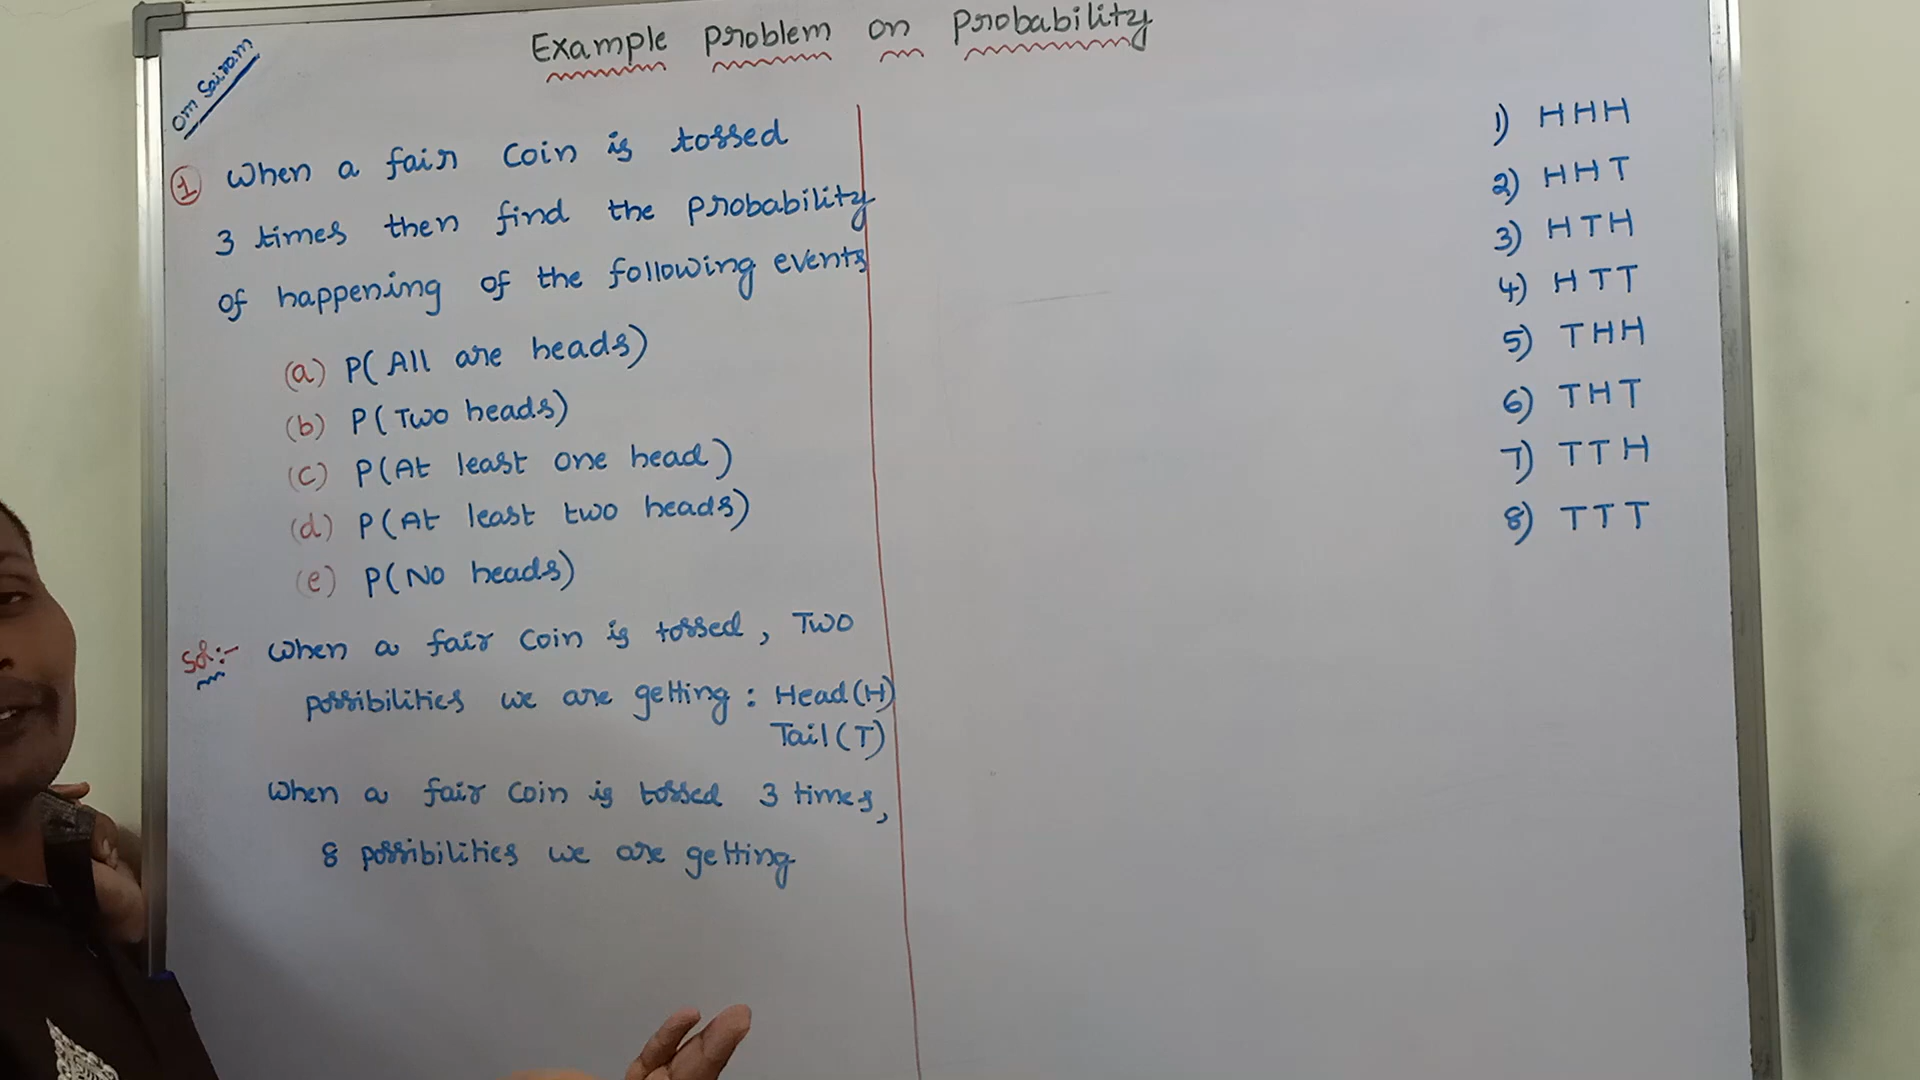 Example Problem on Probability
Om Sairam
1 When a fair coin is tossed
3 times then find the probability
of happening of the following events
(a) P(All are heads)
(b) P(Two heads)
(c) P(At least one head)
(d) P(At least two heads)
(e) P(No heads)
Sol:- When a fair coin is tossed, Two
possibilities we are getting : Head(H)
Tail(T)
When a fair coin is tossed 3 times,
8 possibilities we are getting
1) HHH
2) HHT
3) HTH
4) HTT
5) THH
6) THT
7) TTH
8) TTT